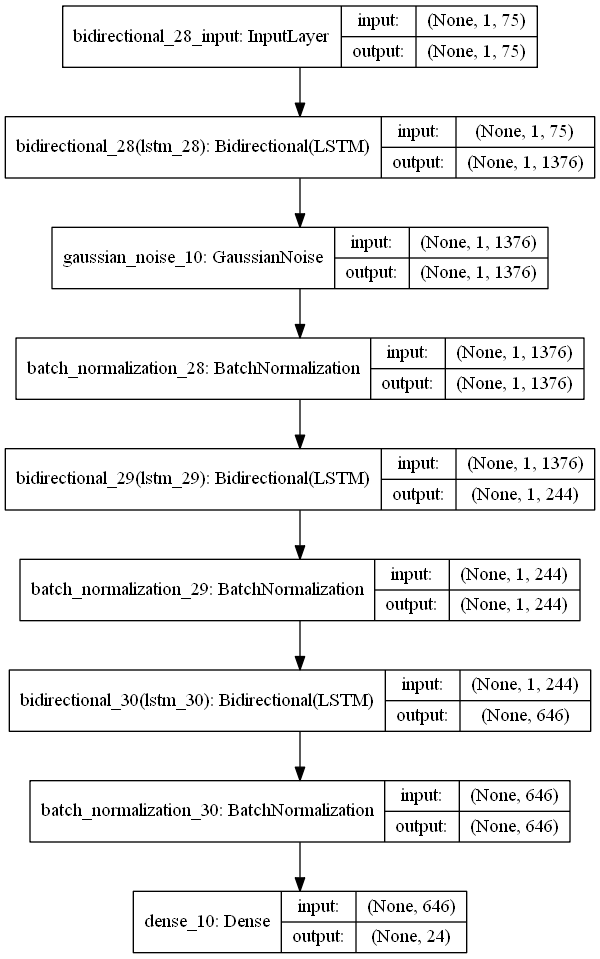 bidirectional_28_input: InputLayer
input: (None, 1, 75)
output: (None, 1, 75)
bidirectional_28(lstm_28): Bidirectional(LSTM)
input: (None, 1, 75)
output: (None, 1, 1376)
gaussian_noise_10: GaussianNoise
input: (None, 1, 1376)
output: (None, 1, 1376)
batch_normalization_28: BatchNormalization
input: (None, 1, 1376)
output: (None, 1, 1376)
bidirectional_29(lstm_29): Bidirectional(LSTM)
input: (None, 1, 1376)
output: (None, 1, 244)
batch_normalization_29: BatchNormalization
input: (None, 1, 244)
output: (None, 1, 244)
bidirectional_30(lstm_30): Bidirectional(LSTM)
input: (None, 1, 244)
output: (None, 646)
batch_normalization_30: BatchNormalization
input: (None, 646)
output: (None, 646)
dense_10: Dense
input: (None, 646)
output: (None, 24)